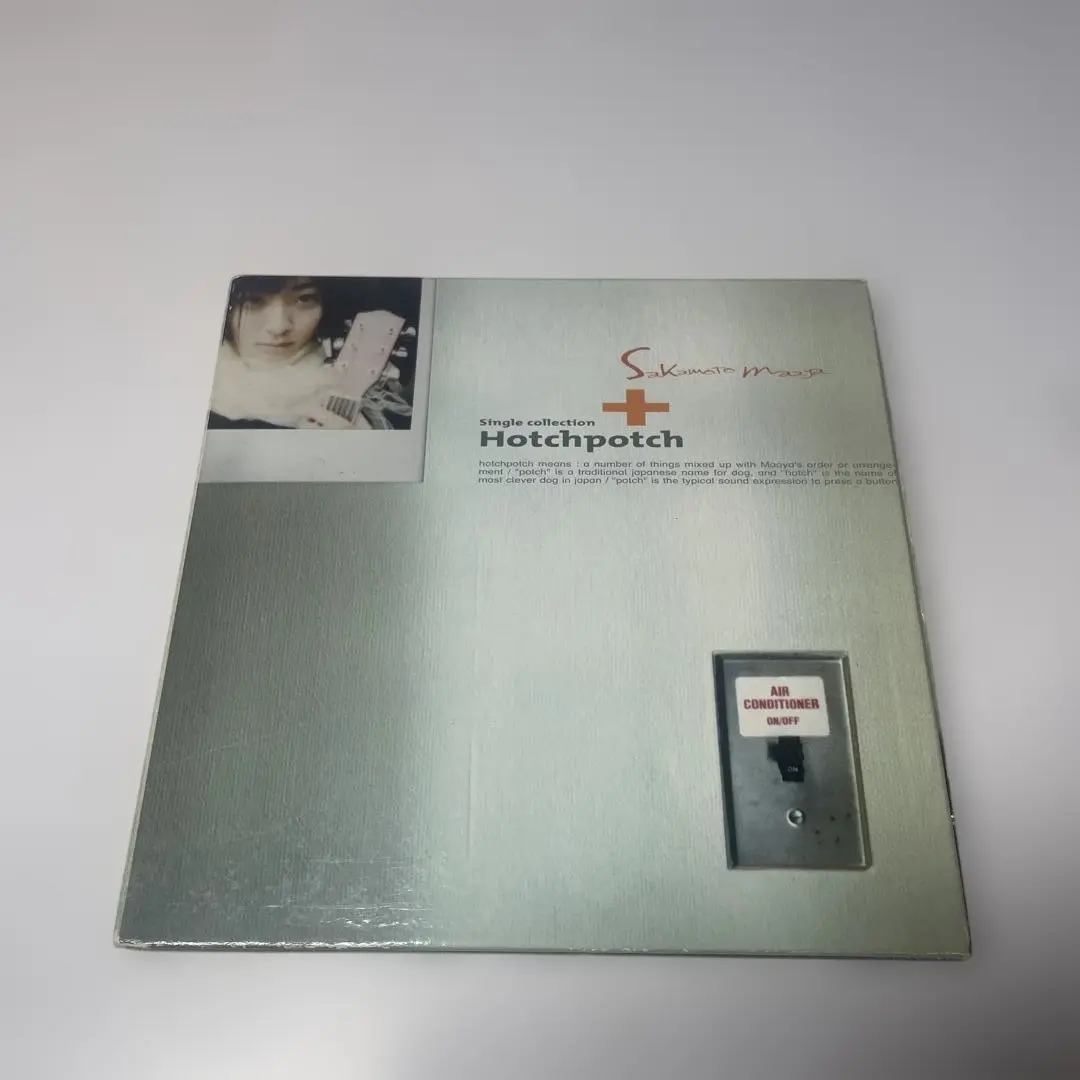 Sakamoto Maaya
Single collection
Hotchpotch
hotchpotch means : a number of things mixed up with Maaya's order or arrange-
ment / "potch" is a traditional japanese name for dog, and "hotch" is the name of
most clever dog in japan / "potch" is the typical sound expression to press a button
AIR
CONDITIONER
ON/OFF
ON